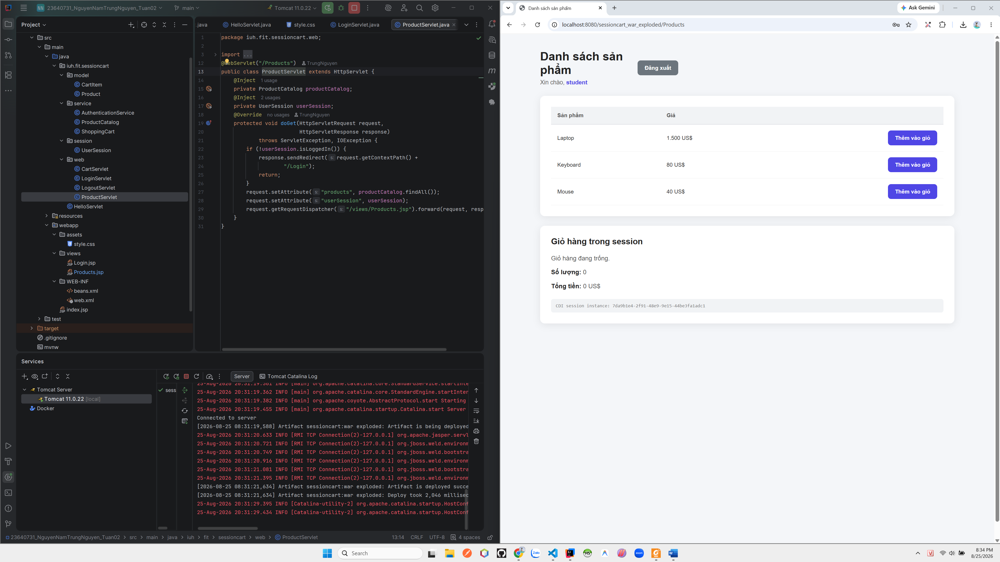 NN 23640731_NguyenNamTrungNguyen_Tuan02 main Tomcat 11.0.22
Project
src
main
java
iuh.fit.sessioncart
model
CartItem
Product
service
AuthenticationService
ProductCatalog
ShoppingCart
session
UserSession
web
CartServlet
LoginServlet
LogoutServlet
ProductServlet
HelloServlet
resources
webapp
assets
style.css
views
Login.jsp
Products.jsp
WEB-INF
beans.xml
web.xml
index.jsp
test
target
.gitignore
mvnw
.java HelloServlet.java style.css LoginServlet.java ProductServlet.java
1 package iuh.fit.sessioncart.web;
2
3 import ...
12 @WebServlet("/Products") TrungNguyen
13 public class ProductServlet extends HttpServlet {
14 @Inject 1 usage
15 private ProductCatalog productCatalog;
16 @Inject 2 usages
17 private UserSession userSession;
18 @Override no usages TrungNguyen
19 protected void doGet(HttpServletRequest request,
20 HttpServletResponse response)
21 throws ServletException, IOException {
22 if (!userSession.isLoggedIn()) {
23 response.sendRedirect( s: request.getContextPath() +
24 "/Login");
25 return;
26 }
27 request.setAttribute( s: "products", productCatalog.findAll());
28 request.setAttribute( s: "userSession", userSession);
29 request.getRequestDispatcher( s: "/views/Products.jsp").forward(request, resp
30 }
31 }
Services
Tomcat Server
Tomcat 11.0.22 [local]
Docker
Server Tomcat Catalina Log
sess
25-Aug-2026 20:31:19.361 INFO [main] org.apache.catalina.core.StandardService.startInte
25-Aug-2026 20:31:19.362 INFO [main] org.apache.catalina.core.StandardEngine.startInter
25-Aug-2026 20:31:19.382 INFO [main] org.apache.coyote.AbstractProtocol.start Starting
25-Aug-2026 20:31:19.455 INFO [main] org.apache.catalina.startup.Catalina.start Server
Connected to server
[2026-08-25 08:31:19,588] Artifact sessioncart:war exploded: Artifact is being deployed
25-Aug-2026 20:31:20.633 INFO [RMI TCP Connection(2)-127.0.0.1] org.apache.jasper.servl
25-Aug-2026 20:31:20.721 INFO [RMI TCP Connection(2)-127.0.0.1] org.jboss.weld.environm
25-Aug-2026 20:31:20.749 INFO [RMI TCP Connection(2)-127.0.0.1] org.jboss.weld.bootstra
25-Aug-2026 20:31:20.916 INFO [RMI TCP Connection(2)-127.0.0.1] org.jboss.weld.environm
25-Aug-2026 20:31:21.081 INFO [RMI TCP Connection(2)-127.0.0.1] org.jboss.weld.bootstra
25-Aug-2026 20:31:21.395 INFO [RMI TCP Connection(2)-127.0.0.1] org.jboss.weld.environm
[2026-08-25 08:31:21,634] Artifact sessioncart:war exploded: Artifact is deployed succe
[2026-08-25 08:31:21,634] Artifact sessioncart:war exploded: Deploy took 2,046 millisec
25-Aug-2026 20:31:29.395 INFO [Catalina-utility-2] org.apache.catalina.startup.HostConf
25-Aug-2026 20:31:29.434 INFO [Catalina-utility-2] org.apache.catalina.startup.HostConf
23640731_NguyenNamTrungNguyen_Tuan02 > src > main > java > iuh > fit > sessioncart > web > ProductServlet 13:14 CRLF UTF-8 4 spaces
Danh sách sản phẩm Ask Gemini
localhost:8080/sessioncart_war_exploded/Products
Danh sách sản
phẩm
Đăng xuất
Xin chào, student
Sản phẩm Giá
Laptop 1.500 US$ Thêm vào giỏ
Keyboard 80 US$ Thêm vào giỏ
Mouse 40 US$ Thêm vào giỏ
Giỏ hàng trong session
Giỏ hàng đang trống.
Số lượng: 0
Tổng tiền: 0 US$
CDI session instance: 7da9b1e4-2f91-48e9-9e15-44be3fa1adc1
Search
Zalo
HS
zoom
8:34 PM
8/25/2026